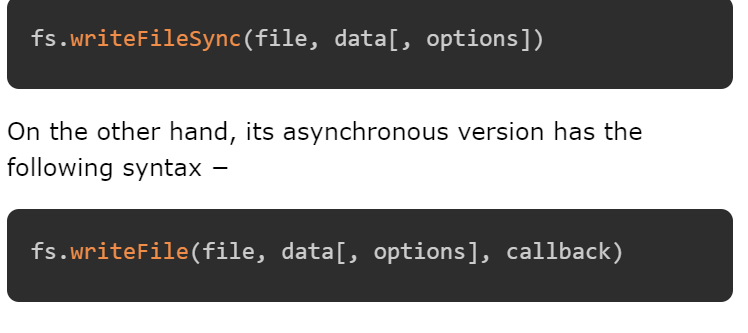 fs.writeFileSync(file, data[, options])
On the other hand, its asynchronous version has the
following syntax −
fs.writeFile(file, data[, options], callback)